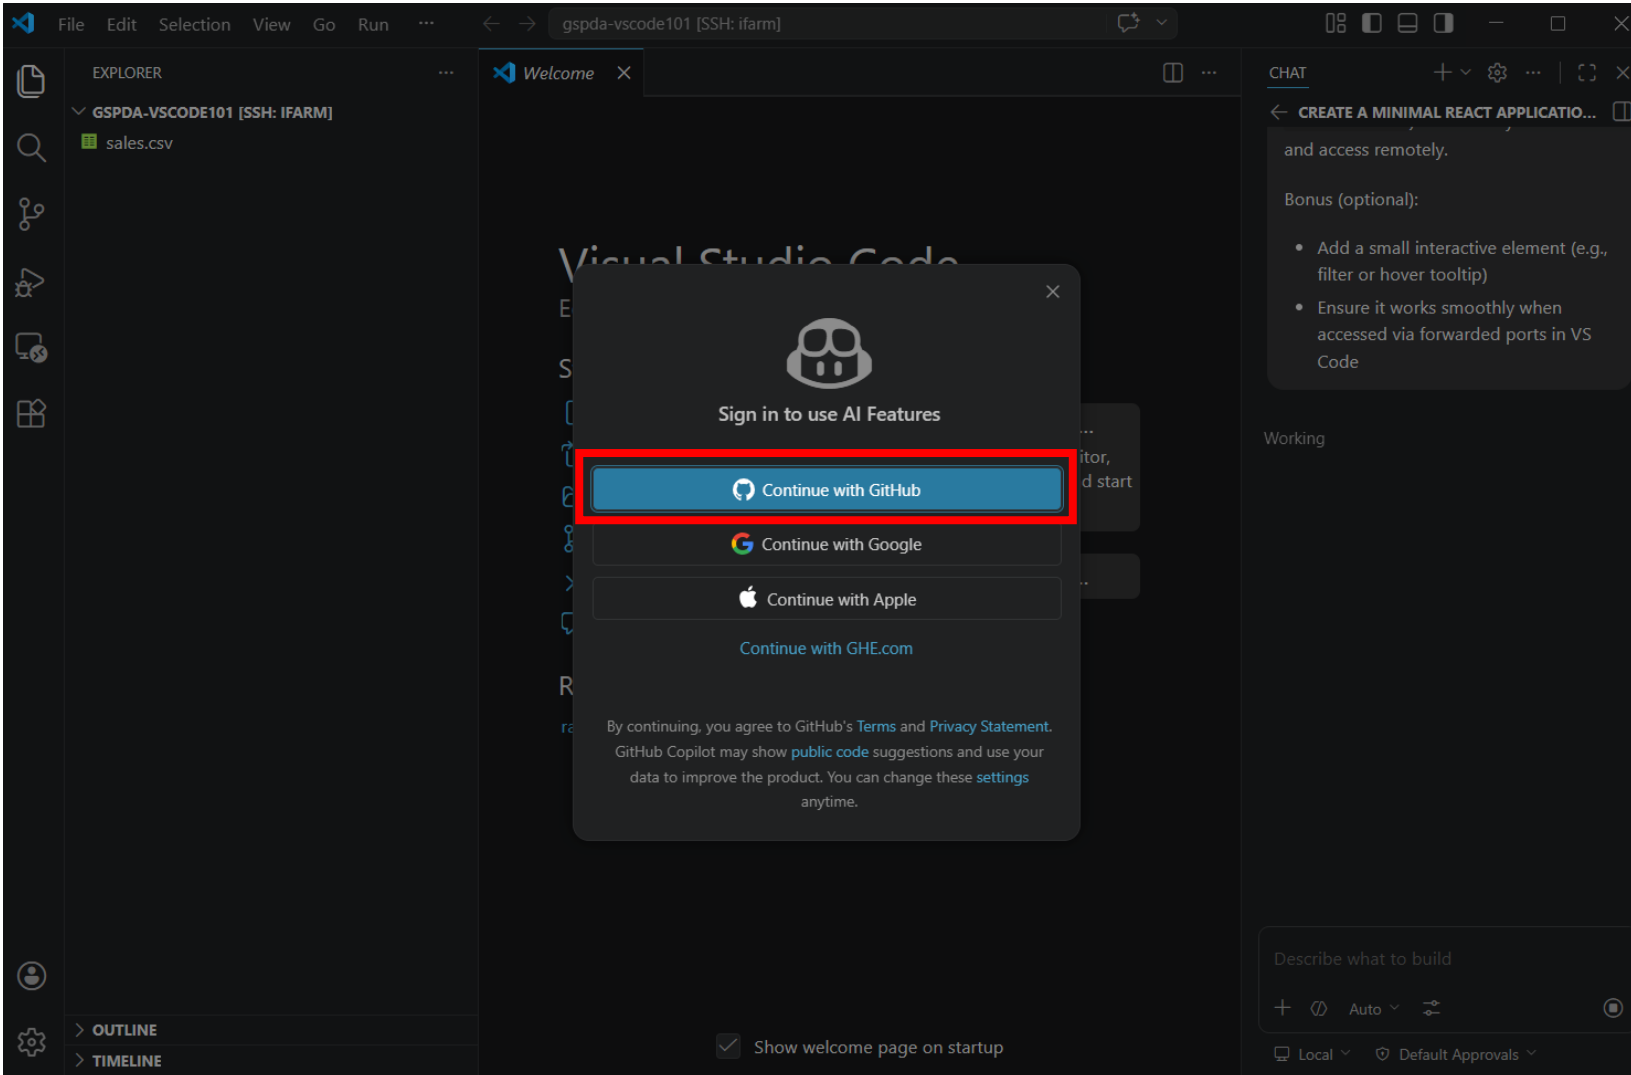 File Edit Selection View Go Run ··· gspda-vscode101 [SSH: ifarm]
EXPLORER
GSPDA-VSCODE101 [SSH: IFARM]
sales.csv
OUTLINE
TIMELINE
Welcome
Visual Studio Code
Sign in to use AI Features
Continue with GitHub
Continue with Google
Continue with Apple
Continue with GHE.com
By continuing, you agree to GitHub's Terms and Privacy Statement.
GitHub Copilot may show public code suggestions and use your
data to improve the product. You can change these settings
anytime.
...
itor,
d start
Show welcome page on startup
CHAT
CREATE A MINIMAL REACT APPLICATIO...
and access remotely.
Bonus (optional):
• Add a small interactive element (e.g.,
filter or hover tooltip)
• Ensure it works smoothly when
accessed via forwarded ports in VS
Code
Working
Describe what to build
Auto
Local Default Approvals